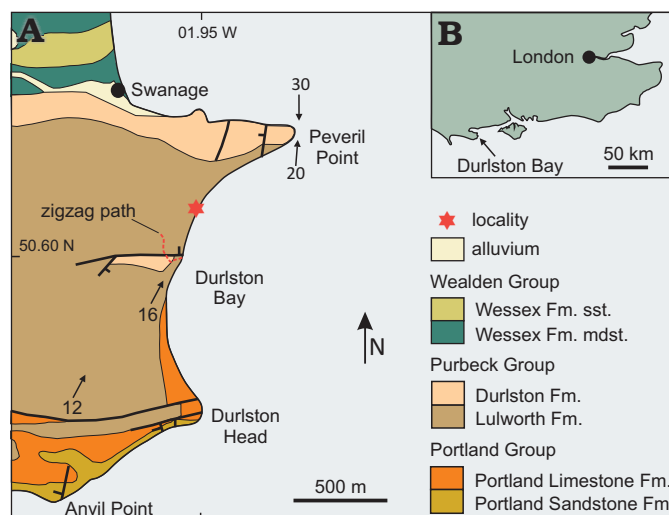 A
01.95 W
Swanage
30
Peveril
Point
20
zigzag path
50.60 N
Durlston
Bay
16
12
N
Durlston
Head
500 m
Anvil Point
B
London
Durlston Bay
50 km
locality
alluvium
Wealden Group
Wessex Fm. sst.
Wessex Fm. mdst.
Purbeck Group
Durlston Fm.
Lulworth Fm.
Portland Group
Portland Limestone Fm.
Portland Sandstone Fm.